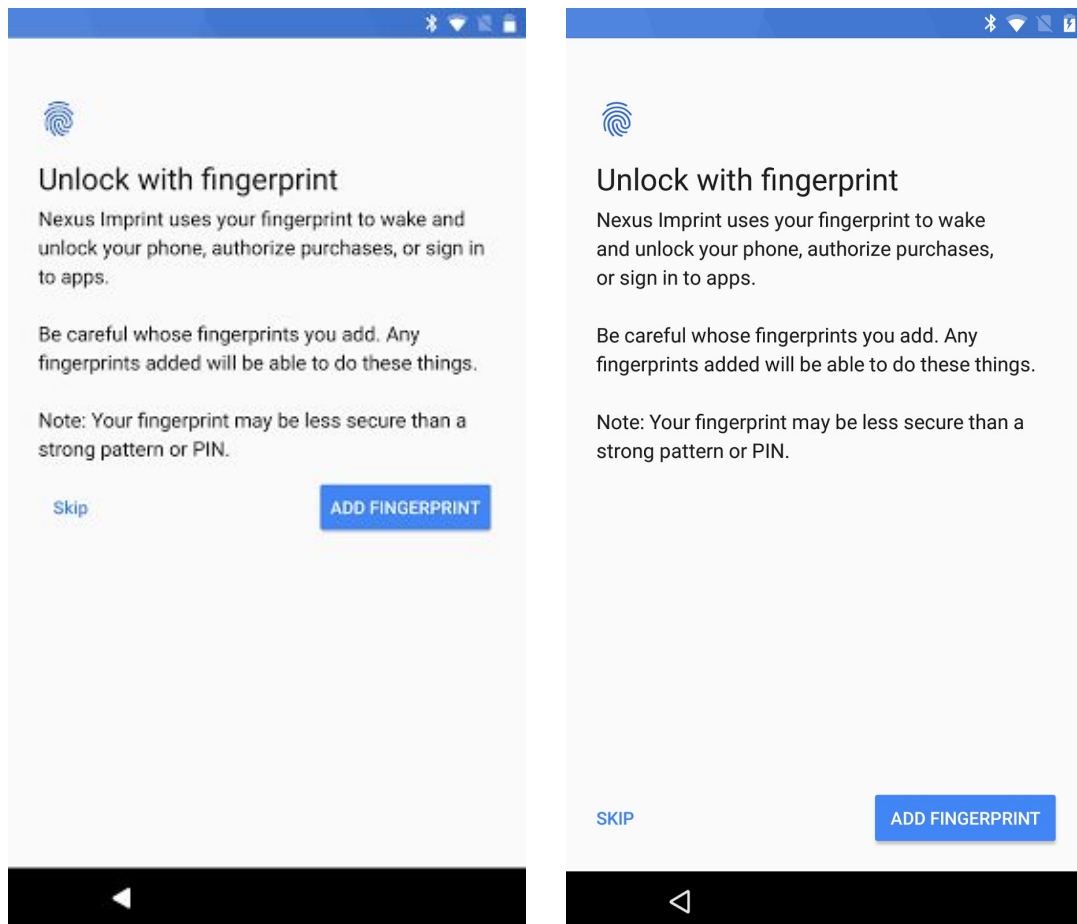 Unlock with fingerprint
Nexus Imprint uses your fingerprint to wake and
unlock your phone, authorize purchases, or sign in
to apps.
Be careful whose fingerprints you add. Any
fingerprints added will be able to do these things.
Note: Your fingerprint may be less secure than a
strong pattern or PIN.
Skip
ADD FINGERPRINT
Unlock with fingerprint
Nexus Imprint uses your fingerprint to wake
and unlock your phone, authorize purchases,
or sign in to apps.
Be careful whose fingerprints you add. Any
fingerprints added will be able to do these things.
Note: Your fingerprint may be less secure than a
strong pattern or PIN.
SKIP
ADD FINGERPRINT